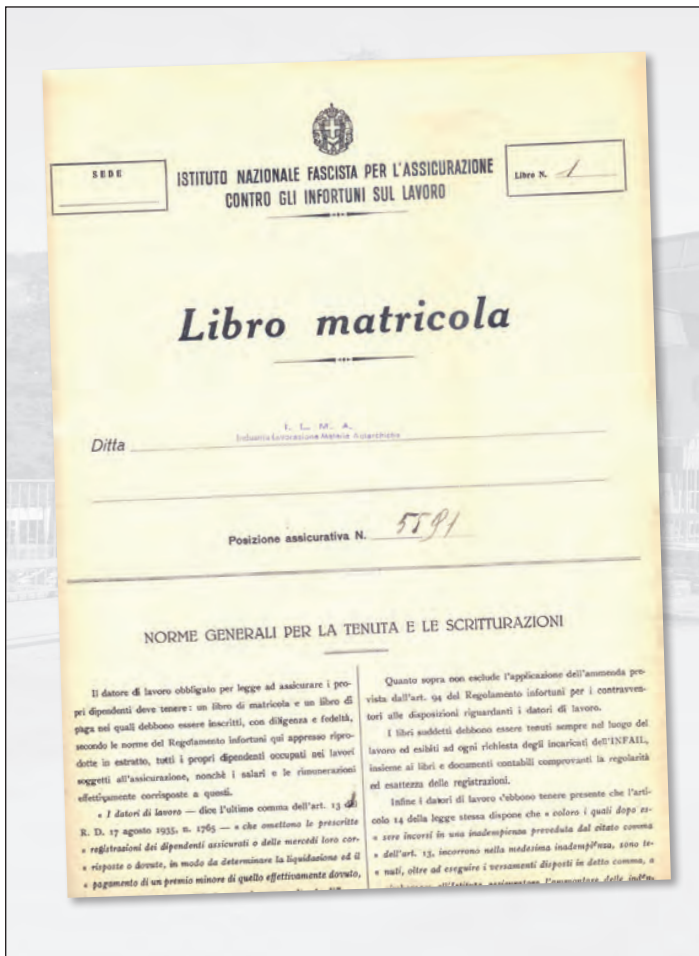 SEDE
ISTITUTO NAZIONALE FASCISTA PER L'ASSICURAZIONE
CONTRO GLI INFORTUNI SUL LAVORO
Libro N. 1
Libro matricola
Ditta I. L. M. A.
Industria Lavorazione Metalli Autarchici
Posizione assicurativa N. 5591
NORME GENERALI PER LA TENUTA E LE SCRITTURAZIONI
Il datore di lavoro obbligato per legge ad assicurare i pro-
pri dipendenti deve tenere: un libro di matricola e un libro di
paga nei quali debbono essere inscritti, con diligenza e fedeltà,
secondo le norme del Regolamento infortuni qui appresso ripro-
dotte in estratto, tutti i propri dipendenti occupati nei lavori
soggetti all'assicurazione, nonchè i salari e le rimunerazioni
effettivamente corrisposte a questi.
« I datori di lavoro — dice l'ultimo comma dell'art. 13 del
R. D. 17 agosto 1935, n. 1765 — « che omettono le prescritte
« registrazioni dei dipendenti assicurati o delle mercedi loro cor-
« risposte o dovute, in modo da determinare la liquidazione ed il
« pagamento di un premio minore di quello effettivamente dovuto,
Quanto sopra non esclude l'applicazione dell'ammenda pre-
vista dall'art. 94 del Regolamento infortuni per i contravven-
tori alle disposizioni riguardanti i datori di lavoro.
I libri suddetti debbono essere tenuti sempre nel luogo del
lavoro ed esibiti ad ogni richiesta degli incaricati dell'INFAIL,
insieme ai libri e documenti contabili comprovanti la regolarità
ed esattezza delle registrazioni.
Infine i datori di lavoro debbono tenere presente che l'arti-
colo 14 della legge stessa dispone che « coloro i quali dopo es-
« sere incorsi in una inadempienza preveduta dal citato comma
« dell'art. 13, incorrono nella medesima inadempienza, sono te-
« nuti, oltre ad eseguire i versamenti disposti in detto comma, a